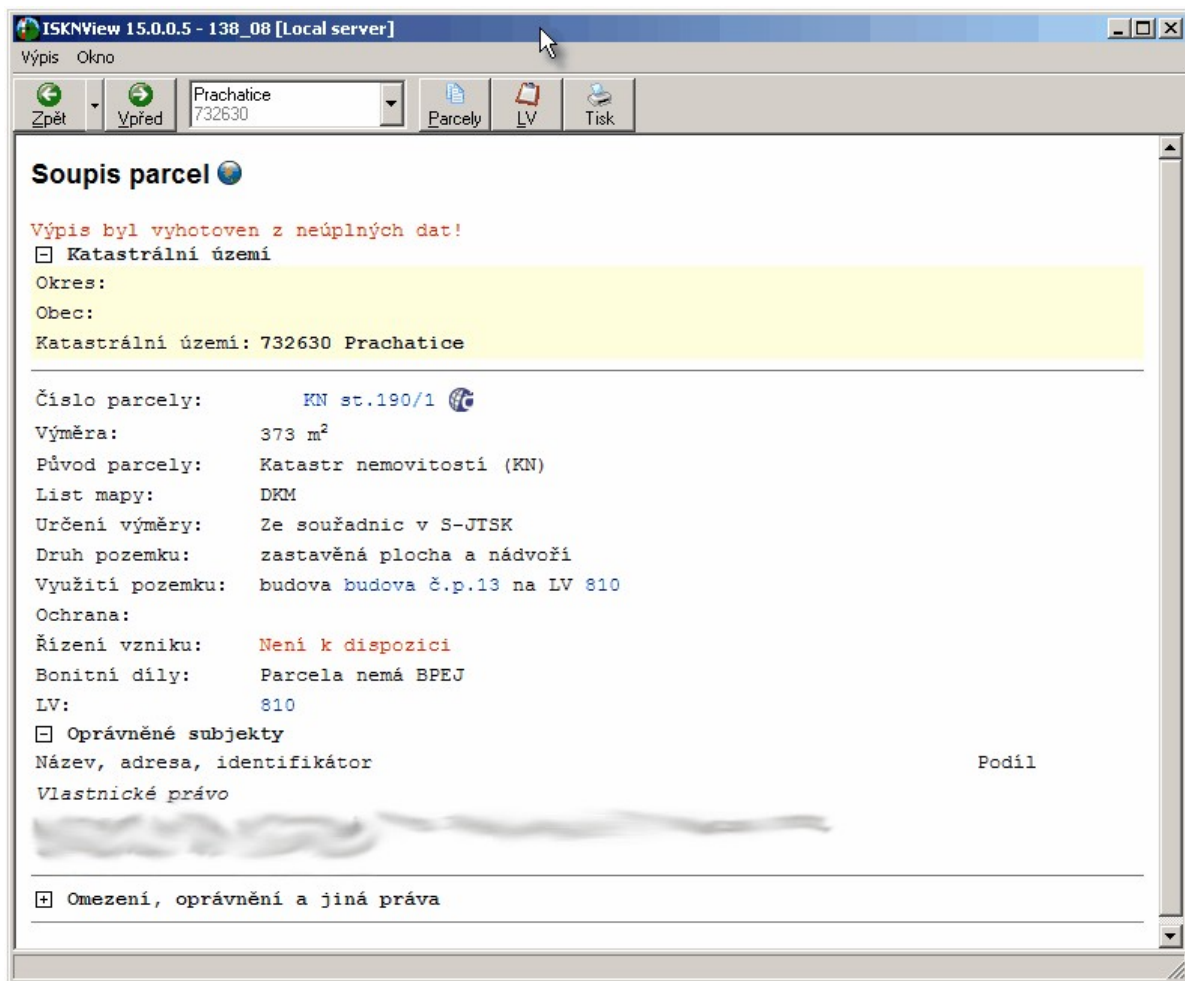 ISKNView 15.0.0.5 - 138_08 [Local server]
Výpis Okno
Zpět Vpřed Prachatice 732630 Parcely LV Tisk
Soupis parcel
Výpis byl vyhotoven z neúplných dat!
Katastrální území
Okres:
Obec:
Katastrální území: 732630 Prachatice
Číslo parcely: KN st.190/1
Výměra: 373 m²
Původ parcely: Katastr nemovitostí (KN)
List mapy: DKM
Určení výměry: Ze souřadnic v S-JTSK
Druh pozemku: zastavěná plocha a nádvoří
Využití pozemku: budova budova č.p.13 na LV 810
Ochrana:
Řízení vzniku: Není k dispozici
Bonitní díly: Parcela nemá BPEJ
LV: 810
Oprávněné subjekty
Název, adresa, identifikátor Podíl
Vlastnické právo
Omezení, oprávnění a jiná práva